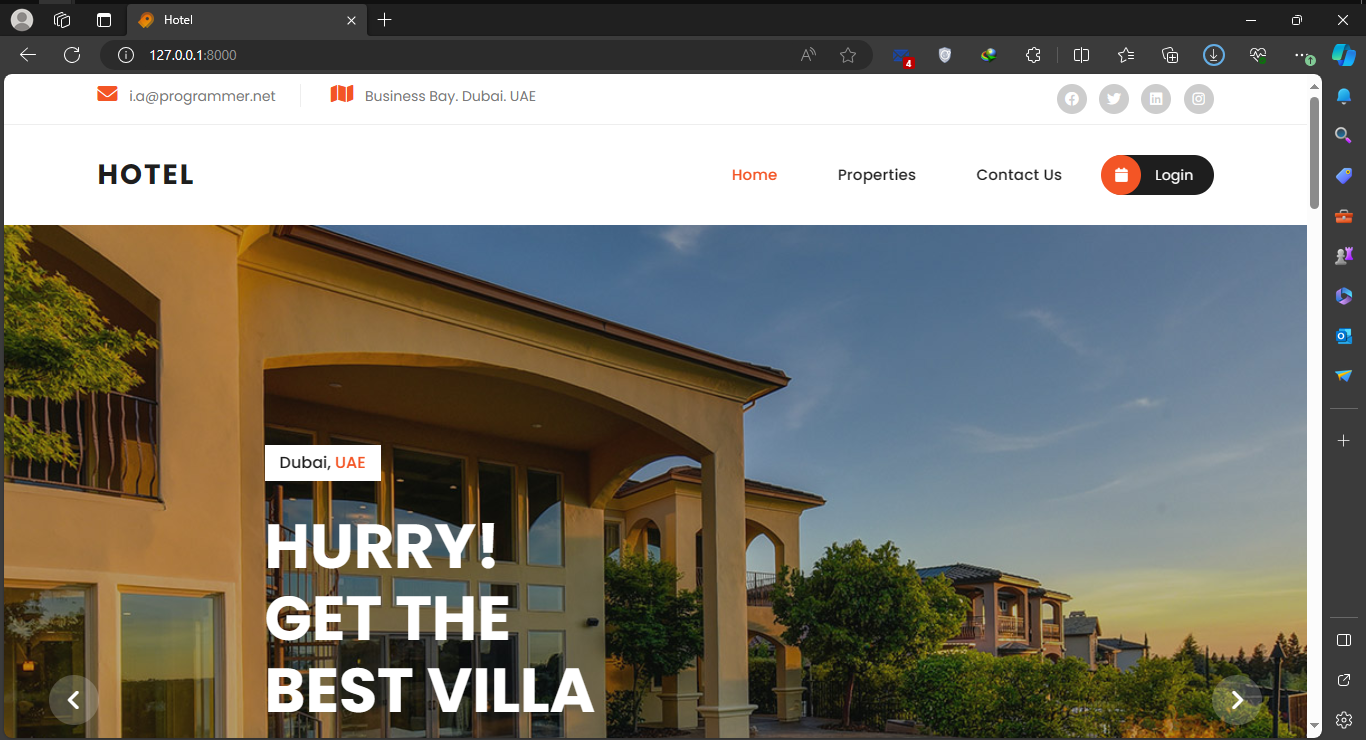 Hotel
127.0.0.1:8000
4
i.a@programmer.net
Business Bay. Dubai. UAE
HOTEL
Home
Properties
Contact Us
Login
Dubai, UAE
HURRY!
GET THE
BEST VILLA